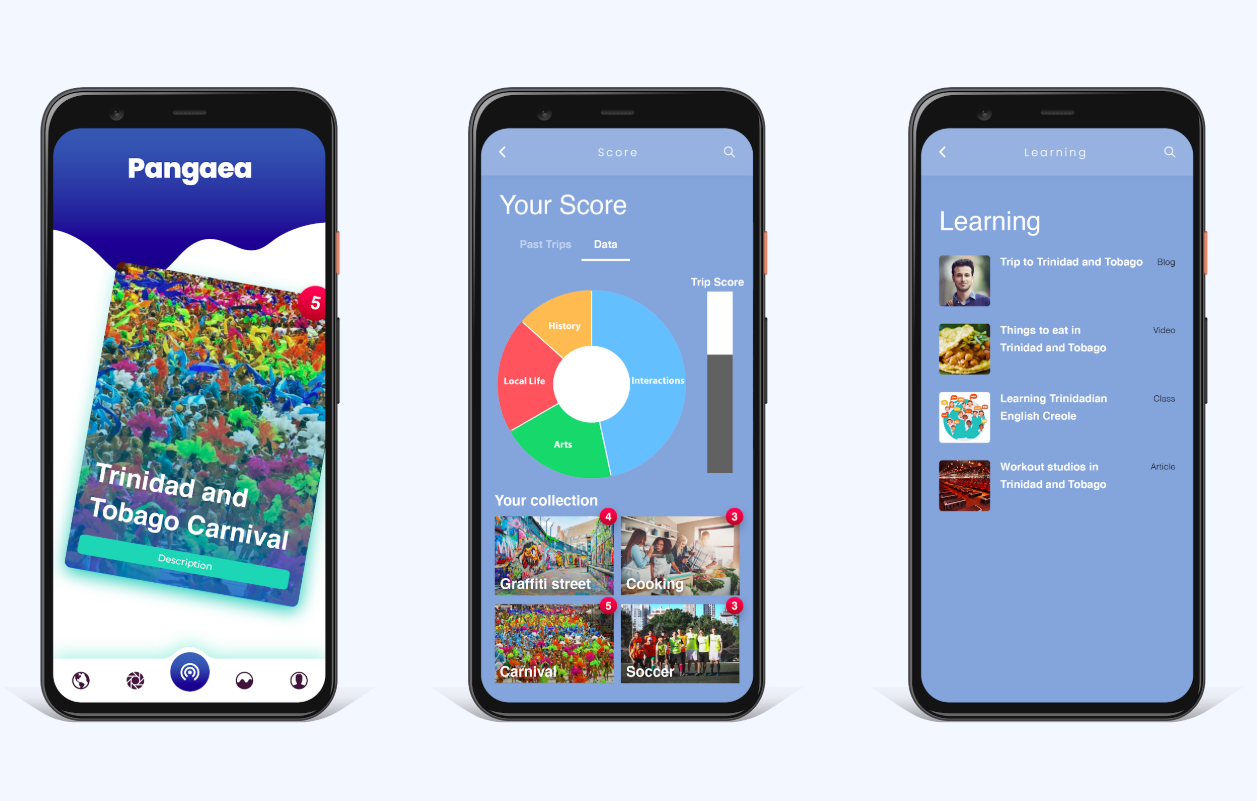 Pangaea
5
Trinidad and
Tobago Carnival
Description
Score
Your Score
Past Trips
Data
Trip Score
History
Interactions
Local Life
Arts
Your collection
4
Graffiti street
3
Cooking
5
Carnival
3
Soccer
Learning
Learning
Trip to Trinidad and Tobago
Blog
Things to eat in
Trinidad and Tobago
Video
Learning Trinidadian
English Creole
Class
Workout studios in
Trinidad and Tobago
Article